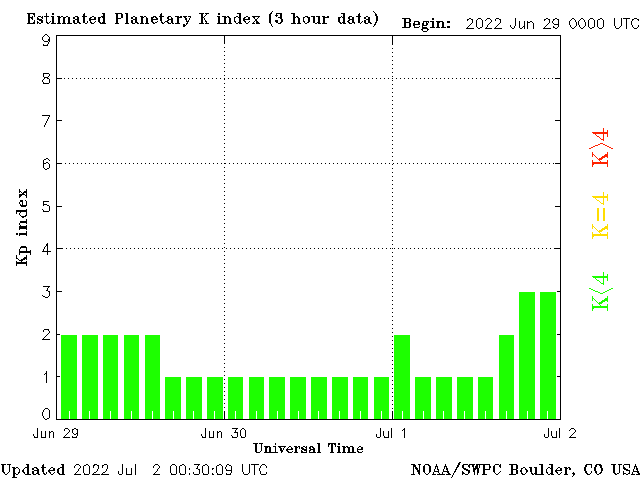 Estimated Planetary K index (3 hour data) Begin: 2022 Jun 29 0000 UTC
9
8
7
6
5
4
3
2
1
0
Kp index
K>4
K=4
K<4
Jun 29 Jun 30 Jul 1 Jul 2
Universal Time
Updated 2022 Jul 2 00:30:09 UTC NOAA/SWPC Boulder, CO USA